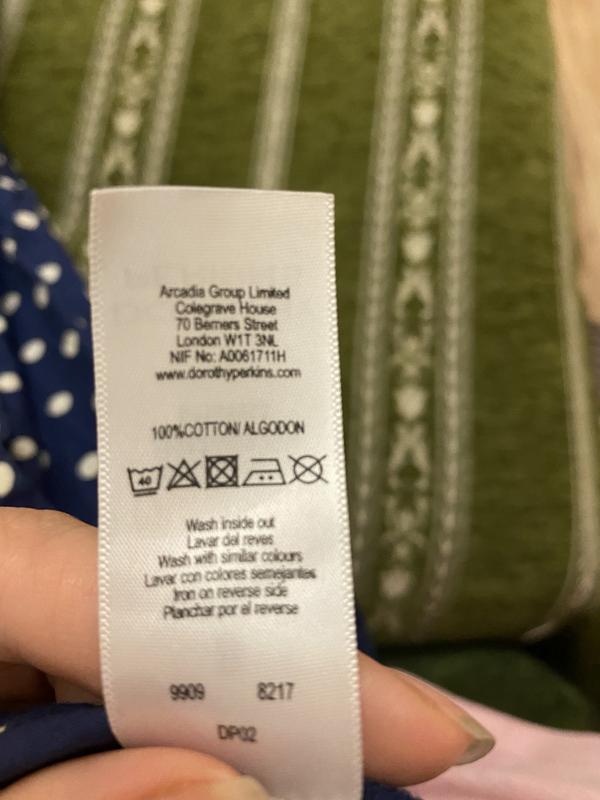 Arcadia Group Limited
Colegrave House
70 Berners Street
London W1T 3NL
NIF No: A0061711H
www.dorothyperkins.com
100%COTTON/ ALGODON
40
Wash inside out
Lavar del reves
Wash with similar colours
Lavar con colores semejantes
Iron on reverse side
Planchar por el reverse
9909 8217
DP02